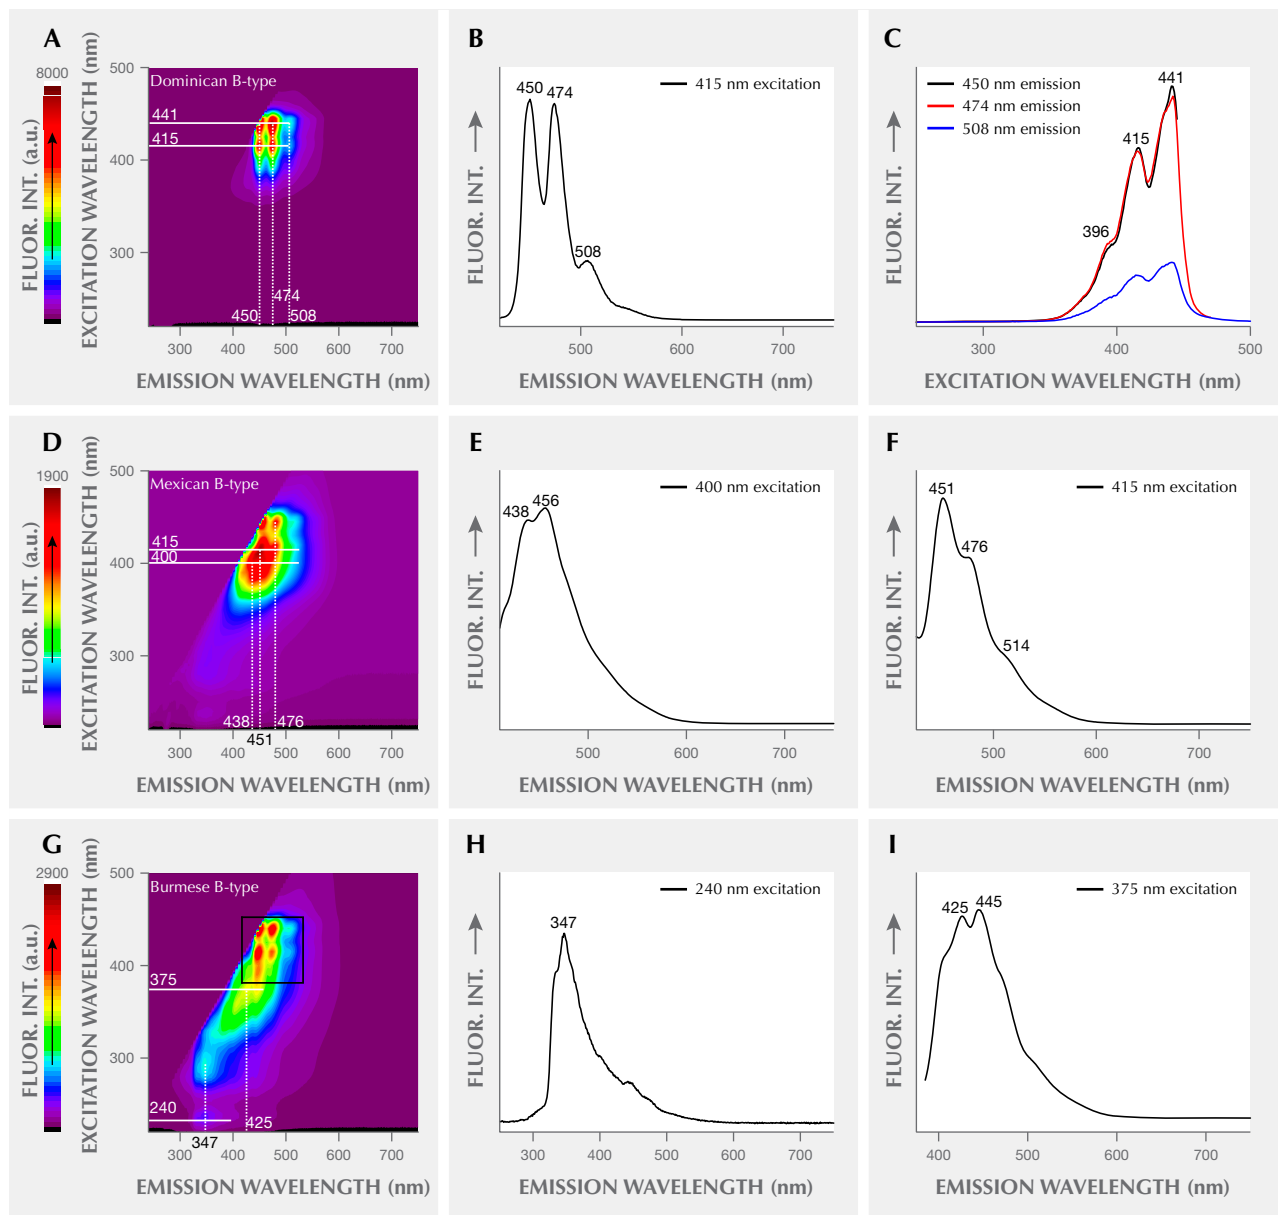 A
8000
FLUOR. INT. (a.u.)
EXCITATION WAVELENGTH (nm)
Dominican B-type
500
400
300
441
415
474
450
508
300
400
500
600
700
EMISSION WAVELENGTH (nm)
B
FLUOR. INT.
415 nm excitation
450
474
508
500
600
700
EMISSION WAVELENGTH (nm)
C
FLUOR. INT.
450 nm emission
474 nm emission
508 nm emission
441
415
396
300
400
500
EXCITATION WAVELENGTH (nm)
D
1900
FLUOR. INT. (a.u.)
EXCITATION WAVELENGTH (nm)
Mexican B-type
500
400
300
415
400
438
476
451
300
400
500
600
700
EMISSION WAVELENGTH (nm)
E
FLUOR. INT.
400 nm excitation
438
456
500
600
700
EMISSION WAVELENGTH (nm)
F
FLUOR. INT.
415 nm excitation
451
476
514
500
600
700
EMISSION WAVELENGTH (nm)
G
2900
FLUOR. INT. (a.u.)
EXCITATION WAVELENGTH (nm)
Burmese B-type
500
400
300
375
240
425
347
300
400
500
600
700
EMISSION WAVELENGTH (nm)
H
FLUOR. INT.
240 nm excitation
347
300
400
500
600
700
EMISSION WAVELENGTH (nm)
I
FLUOR. INT.
375 nm excitation
425
445
400
500
600
700
EMISSION WAVELENGTH (nm)